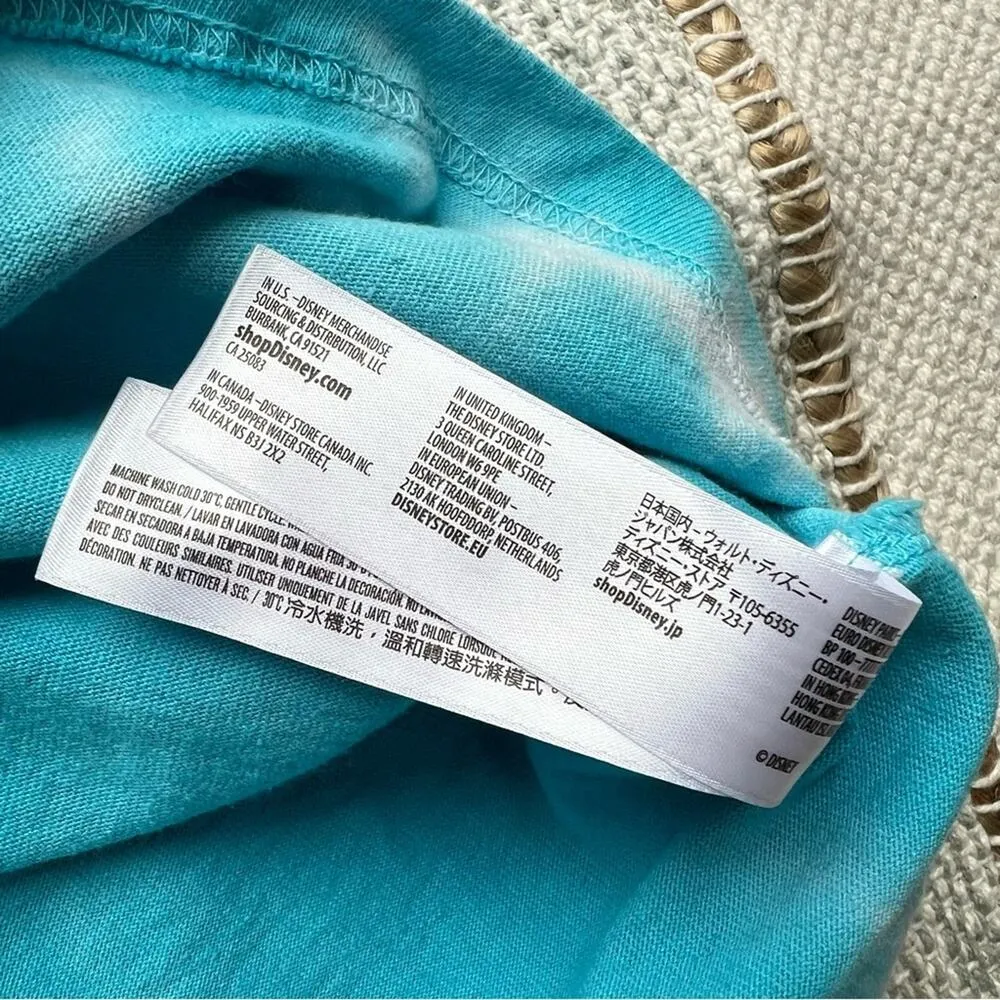 IN U.S. –DISNEY MERCHANDISE
SOURCING & DISTRIBUTION, LLC
BURBANK, CA 91521
shopDisney.com
CA 25083
IN CANADA –DISNEY STORE CANADA INC.
900-1959 UPPER WATER STREET,
HALIFAX NS B3J 2X2
IN UNITED KINGDOM –
THE DISNEY STORE LTD.
3 QUEEN CAROLINE STREET,
LONDON W6 9PE
IN EUROPEAN UNION –
DISNEY TRADING BV, POSTBUS 406,
2130 AK HOOFDDORP, NETHERLANDS
DISNEYSTORE.EU
日本国内 – ウォルト・ディズニー・
ジャパン株式会社
ディズニー・ストア 〒105-6355
東京都港区虎ノ門1-23-1
虎ノ門ヒルズ
shopDisney.jp
DISNEY
EURO DISNEY
BP 100 –
CEDEX 04,
IN HONG
HONG KONG
LANTAU
© DISNEY
MACHINE WASH COLD 30°C, GENTLE CYCLE,
DO NOT DRYCLEAN. / LAVAR EN LAVADORA CON AGUA FRÍA
SECAR EN SECADORA A BAJA TEMPERATURA. NO PLANCHE LA DECORACIÓN. NO
AVEC DES COULEURS SIMILAIRES. UTILISER UNIQUEMENT DE LA JAVEL SANS CHLORE LORSQUE
DÉCORATION. NE PAS NETTOYER À SEC. / 30°C 冷水機洗，溫和轉速洗滌模式。